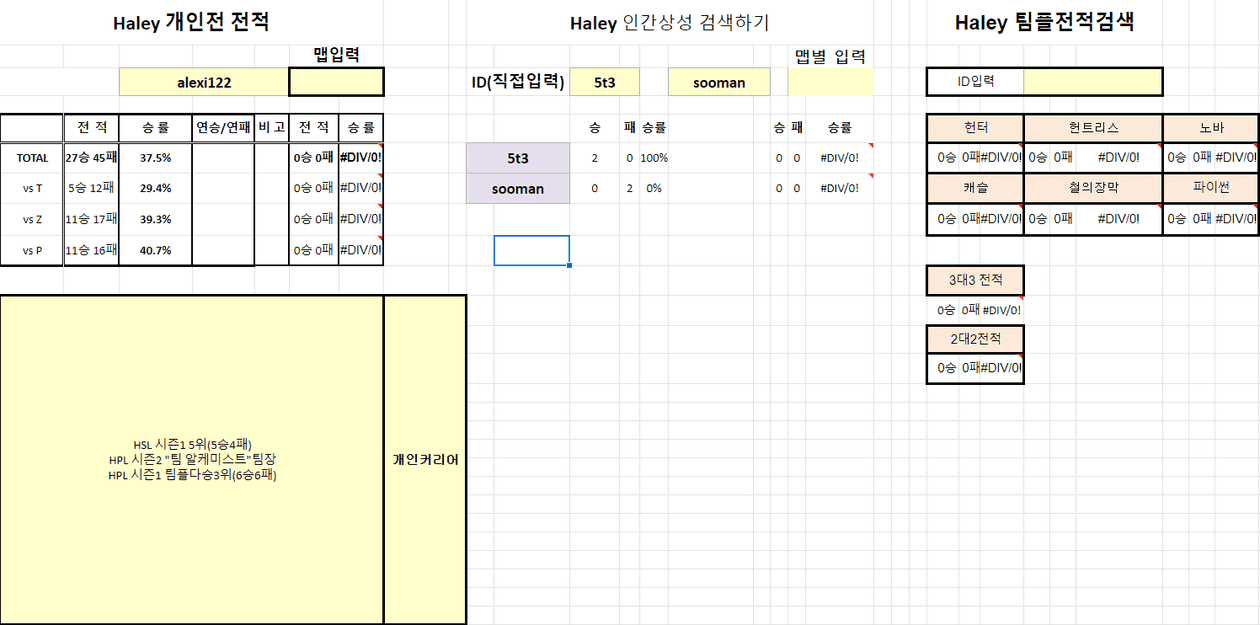 Haley 개인전 전적
Haley 인간상성 검색하기
Haley 팀플전적검색
맵입력
맵별 입력
alexi122
ID(직접입력) 5t3 sooman
ID입력
전 적 승 률 연승/연패 비 고 전 적 승 률
승 패 승률 승 패 승률
헌터 헌트리스 노바
TOTAL 27승 45패 37.5% 0승 0패 #DIV/0!
5t3 2 0 100% 0 0 #DIV/0!
0승 0패#DIV/0! 0승 0패 #DIV/0! 0승 0패 #DIV/0!
vs T 5승 12패 29.4% 0승 0패 #DIV/0!
sooman 0 2 0% 0 0 #DIV/0!
캐슬 철의장막 파이썬
vs Z 11승 17패 39.3% 0승 0패 #DIV/0!
0승 0패#DIV/0! 0승 0패 #DIV/0! 0승 0패 #DIV/0!
vs P 11승 16패 40.7% 0승 0패 #DIV/0!
3대3 전적
0승 0패 #DIV/0!
2대2전적
0승 0패#DIV/0!
HSL 시즌1 5위(5승4패)
HPL 시즌2 "팀 알케미스트"팀장
HPL 시즌1 팀플다승3위(6승6패)
개인커리어